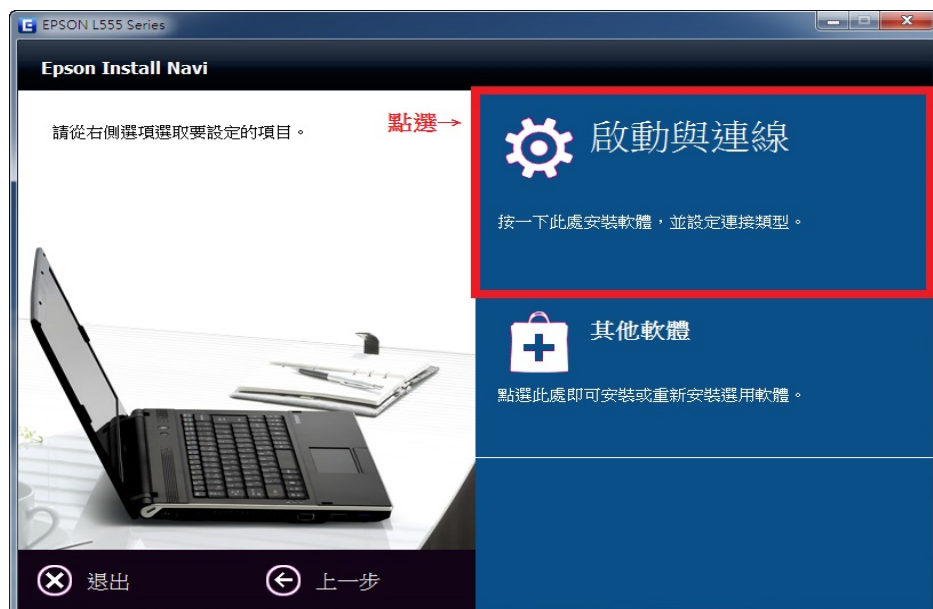 EPSON L555 Series
Epson Install Navi
請從右側選項選取要設定的項目。
點選→
啟動與連線
按一下此處安裝軟體，並設定連接類型。
其他軟體
點選此處即可安裝或重新安裝選用軟體。
退出
上一步